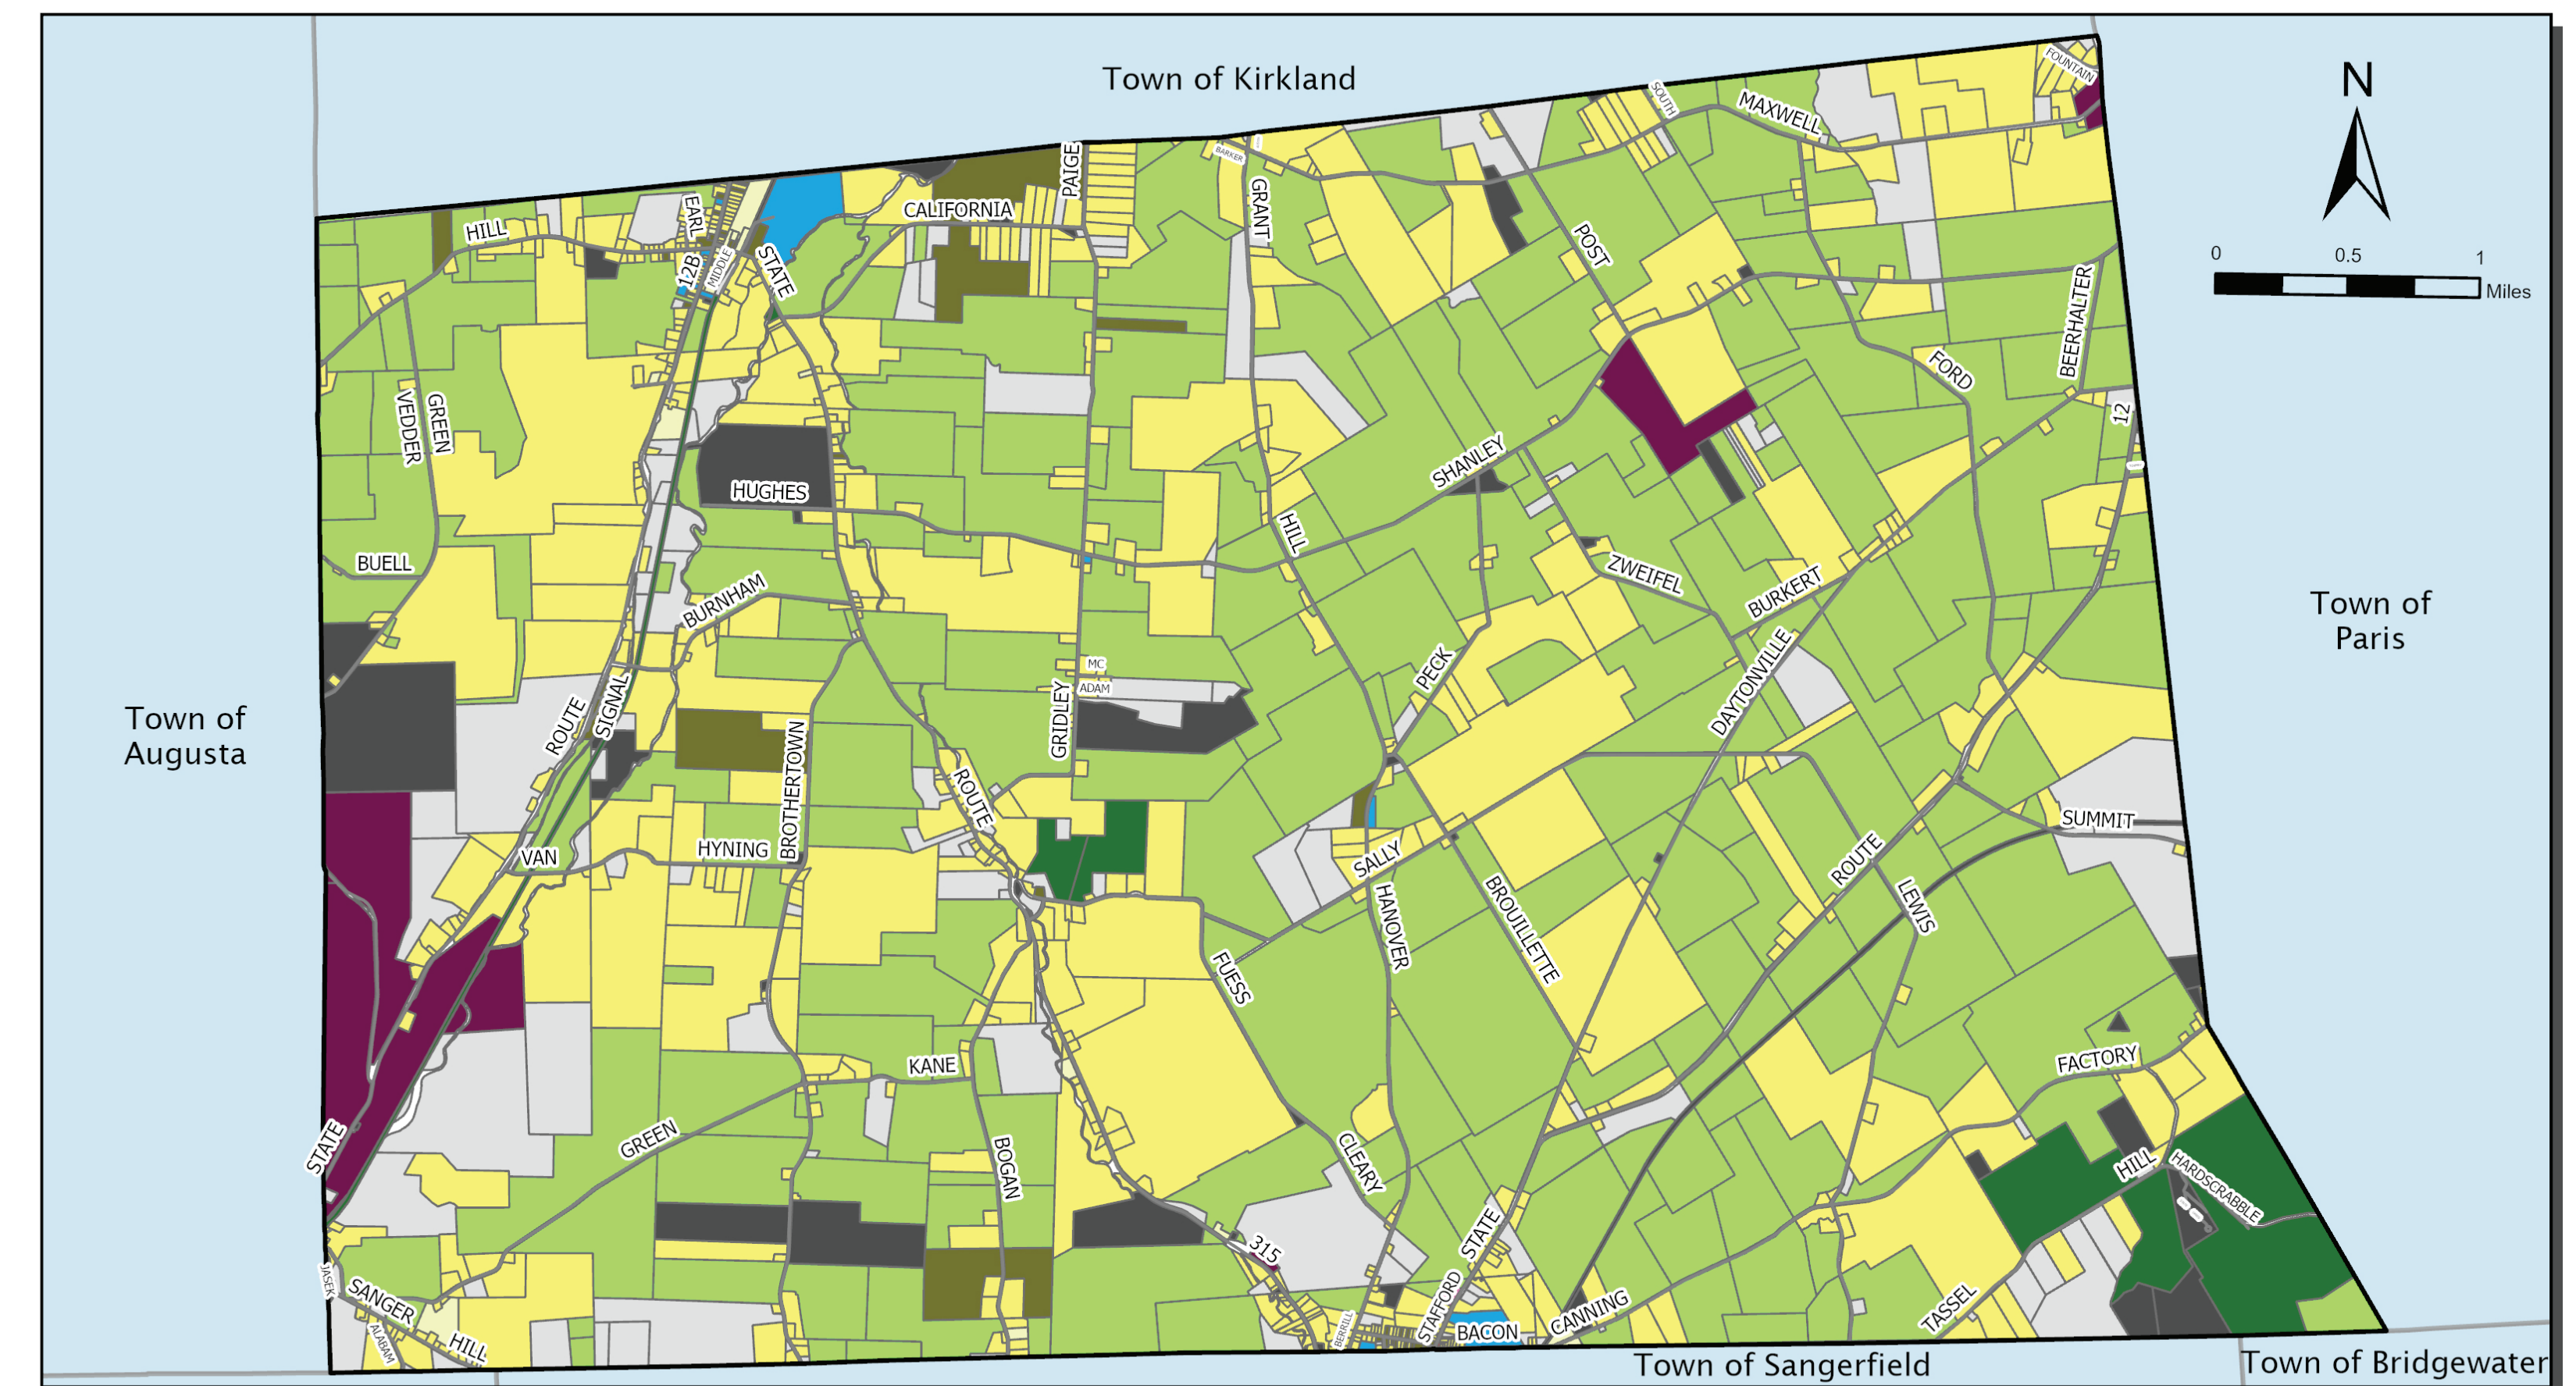 Town of Kirkland
N
0 0.5 1
Miles
FOUNTAIN
SOUTH
MAXWELL
PAIGE
BARKER
EARL
HILL
CALIFORNIA
GRANT
12B
MIDDLE
STATE
POST
BEERHALTER
FORD
VEDDER
GREEN
12
SHANLEY
HUGHES
HILL
BUELL
ZWEIFEL
BURNHAM
BURKERT
Town of
Paris
MC
ADAM
PECK
DAYTONVILLE
Town of
Augusta
ROUTE
SIGNAL
GRIDLEY
BROTHERTOWN
ROUTE
SUMMIT
VAN
HYNING
SALLY
ROUTE
HANOVER
BROUILLETTE
LEWIS
FUESS
KANE
FACTORY
STATE
GREEN
BOGAN
CLEARY
HILL
HARDSCRABBLE
315
STATE
JASEK
SANGER
ALABAM
HILL
BERRILL
STAFFORD
BACON
CANNING
TASSEL
Town of Sangerfield
Town of Bridgewater